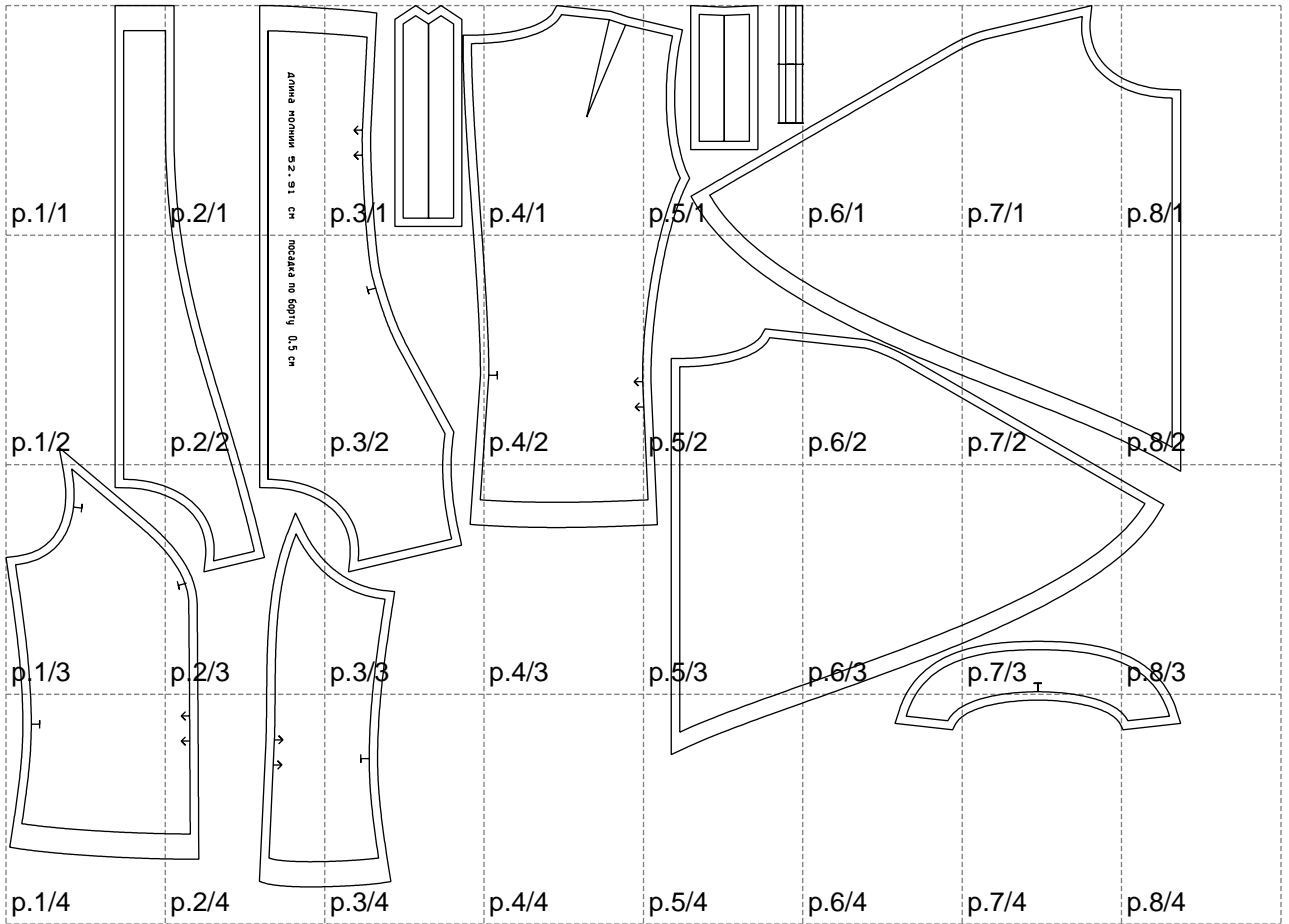 длина молнии 52.91 см посадка по борту 0.5 см
p.1/1 p.2/1 p.3/1 p.4/1 p.5/1 p.6/1 p.7/1 p.8/1
p.1/2 p.2/2 p.3/2 p.4/2 p.5/2 p.6/2 p.7/2 p.8/2
p.1/3 p.2/3 p.3/3 p.4/3 p.5/3 p.6/3 p.7/3 p.8/3
p.1/4 p.2/4 p.3/4 p.4/4 p.5/4 p.6/4 p.7/4 p.8/4